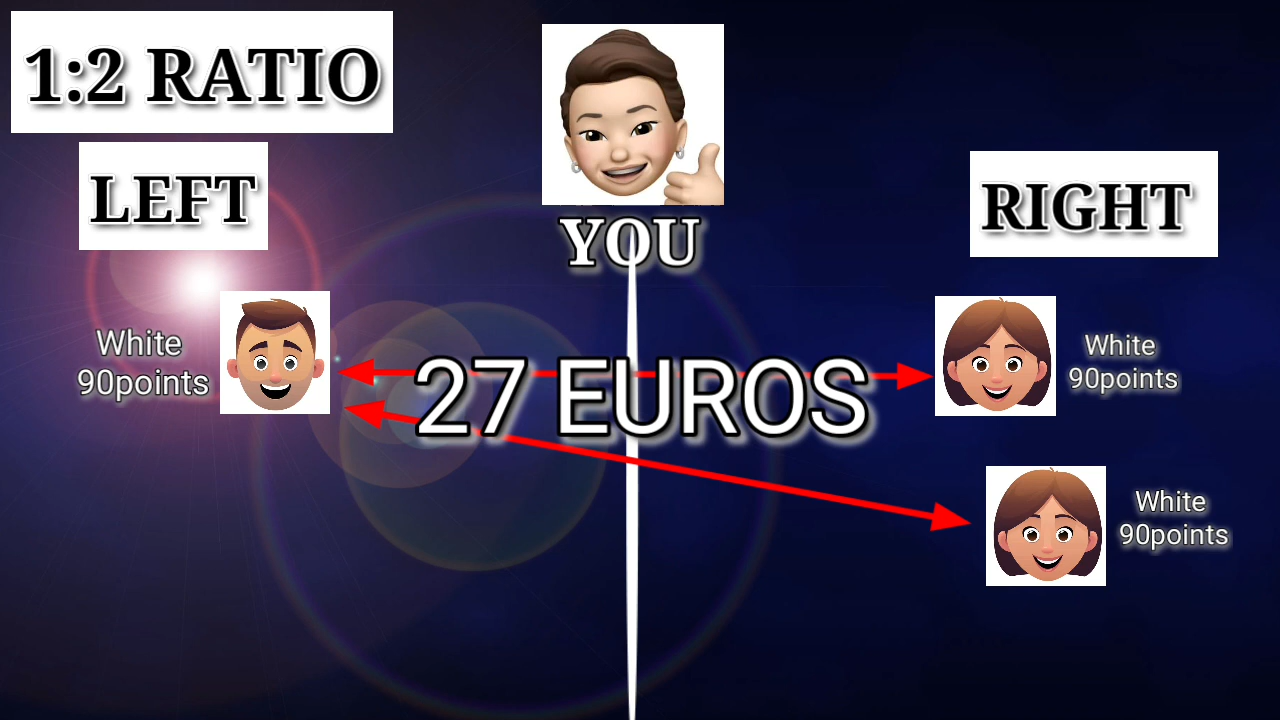 1:2 RATIO
LEFT
YOU
RIGHT
White
90points
27 EUROS
White
90points
White
90points